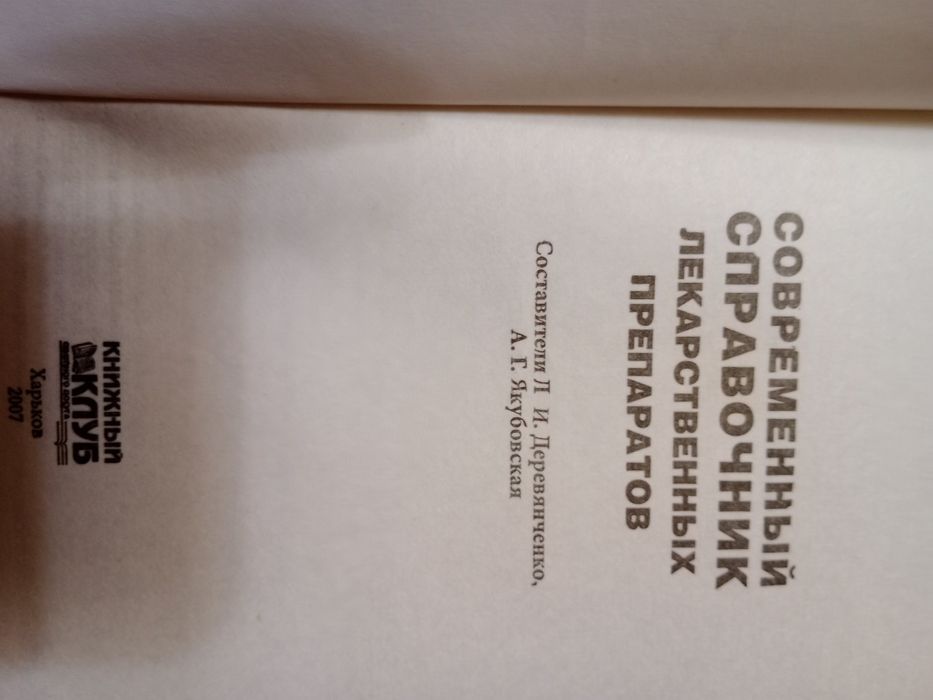 СОВРЕМЕННЫЙ
СПРАВОЧНИК
ЛЕКАРСТВЕННЫХ
ПРЕПАРАТОВ
Составители Л И. Деревянченко,
А. Г. Якубовская
КНИЖНЫЙ
КЛУБ
Харьков
2007